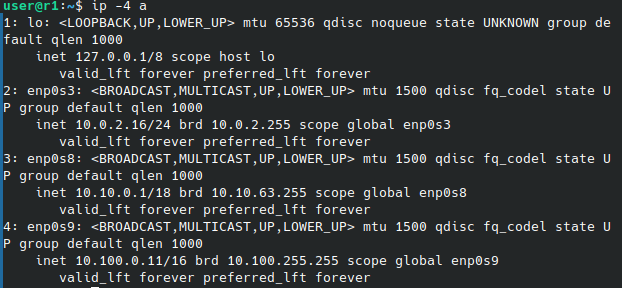 user@r1:~$ ip -4 a
1: lo: <LOOPBACK,UP,LOWER_UP> mtu 65536 qdisc noqueue state UNKNOWN group de
fault qlen 1000
    inet 127.0.0.1/8 scope host lo
       valid_lft forever preferred_lft forever
2: enp0s3: <BROADCAST,MULTICAST,UP,LOWER_UP> mtu 1500 qdisc fq_codel state U
P group default qlen 1000
    inet 10.0.2.16/24 brd 10.0.2.255 scope global enp0s3
       valid_lft forever preferred_lft forever
3: enp0s8: <BROADCAST,MULTICAST,UP,LOWER_UP> mtu 1500 qdisc fq_codel state U
P group default qlen 1000
    inet 10.10.0.1/18 brd 10.10.63.255 scope global enp0s8
       valid_lft forever preferred_lft forever
4: enp0s9: <BROADCAST,MULTICAST,UP,LOWER_UP> mtu 1500 qdisc fq_codel state U
P group default qlen 1000
    inet 10.100.0.11/16 brd 10.100.255.255 scope global enp0s9
       valid_lft forever preferred_lft forever